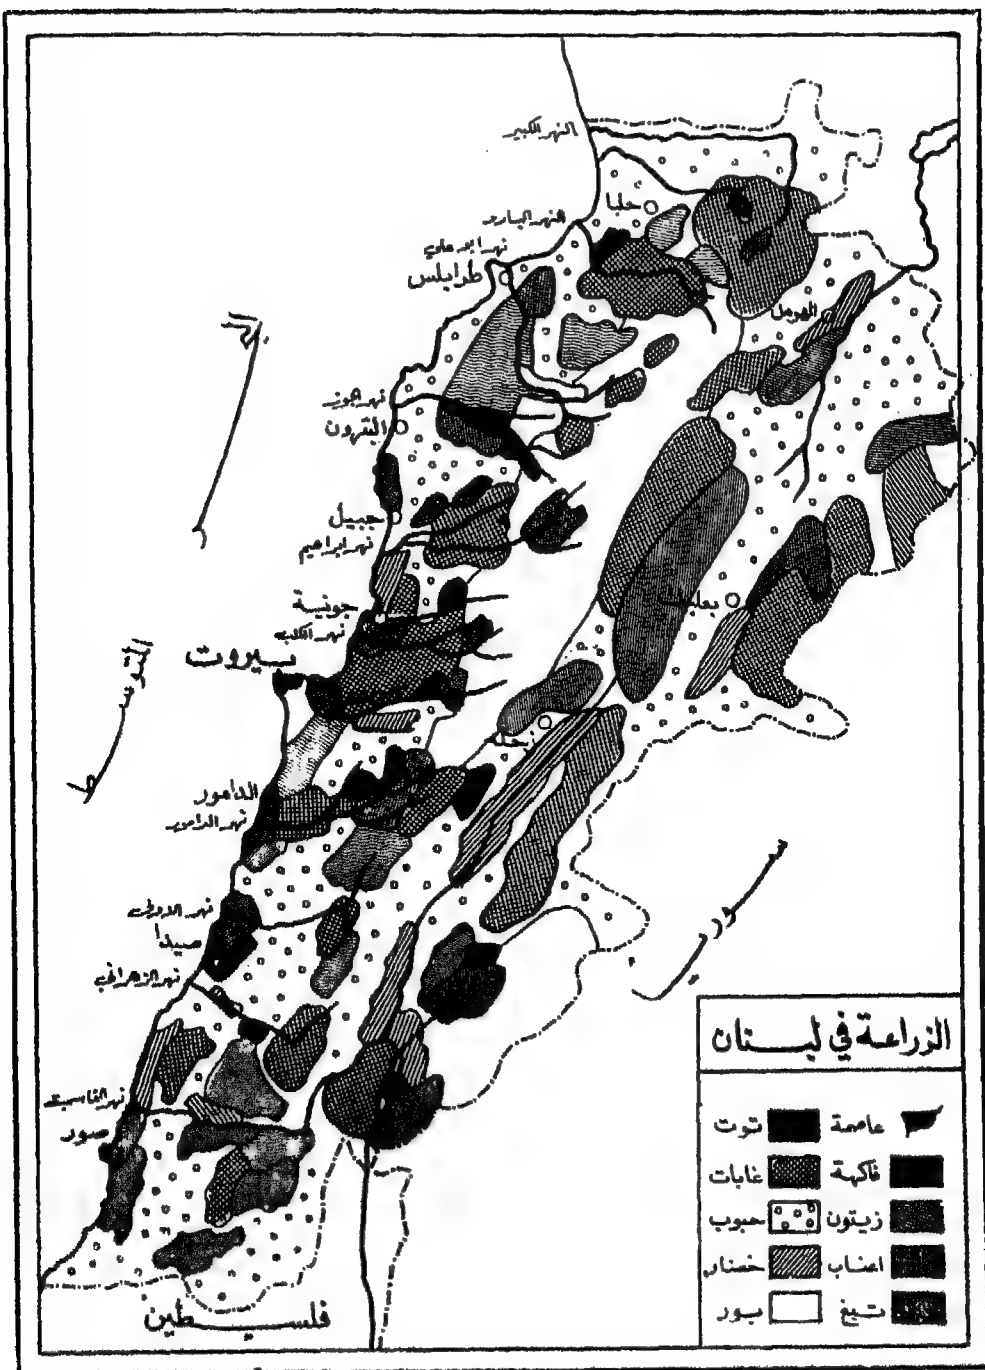 النهر الكبير
حلبا
النهر البارد
نهر ابو علي
طرابلس
الهرمل
البحر
نهر الجوز
البترون
جبيل
نهر ابراهيم
جونية
بعلبك
نهر الكلب
بيروت
المتوسط
زحلة
الدامور
نهر الدامور
سوريا
نهر الاولي
صيدا
نهر الزهراني
صور
فلسطين
الزراعة في لبنان
عاصمة توت
فاكهة غابات
زيتون حبوب
اعناب خضار
تبغ بور